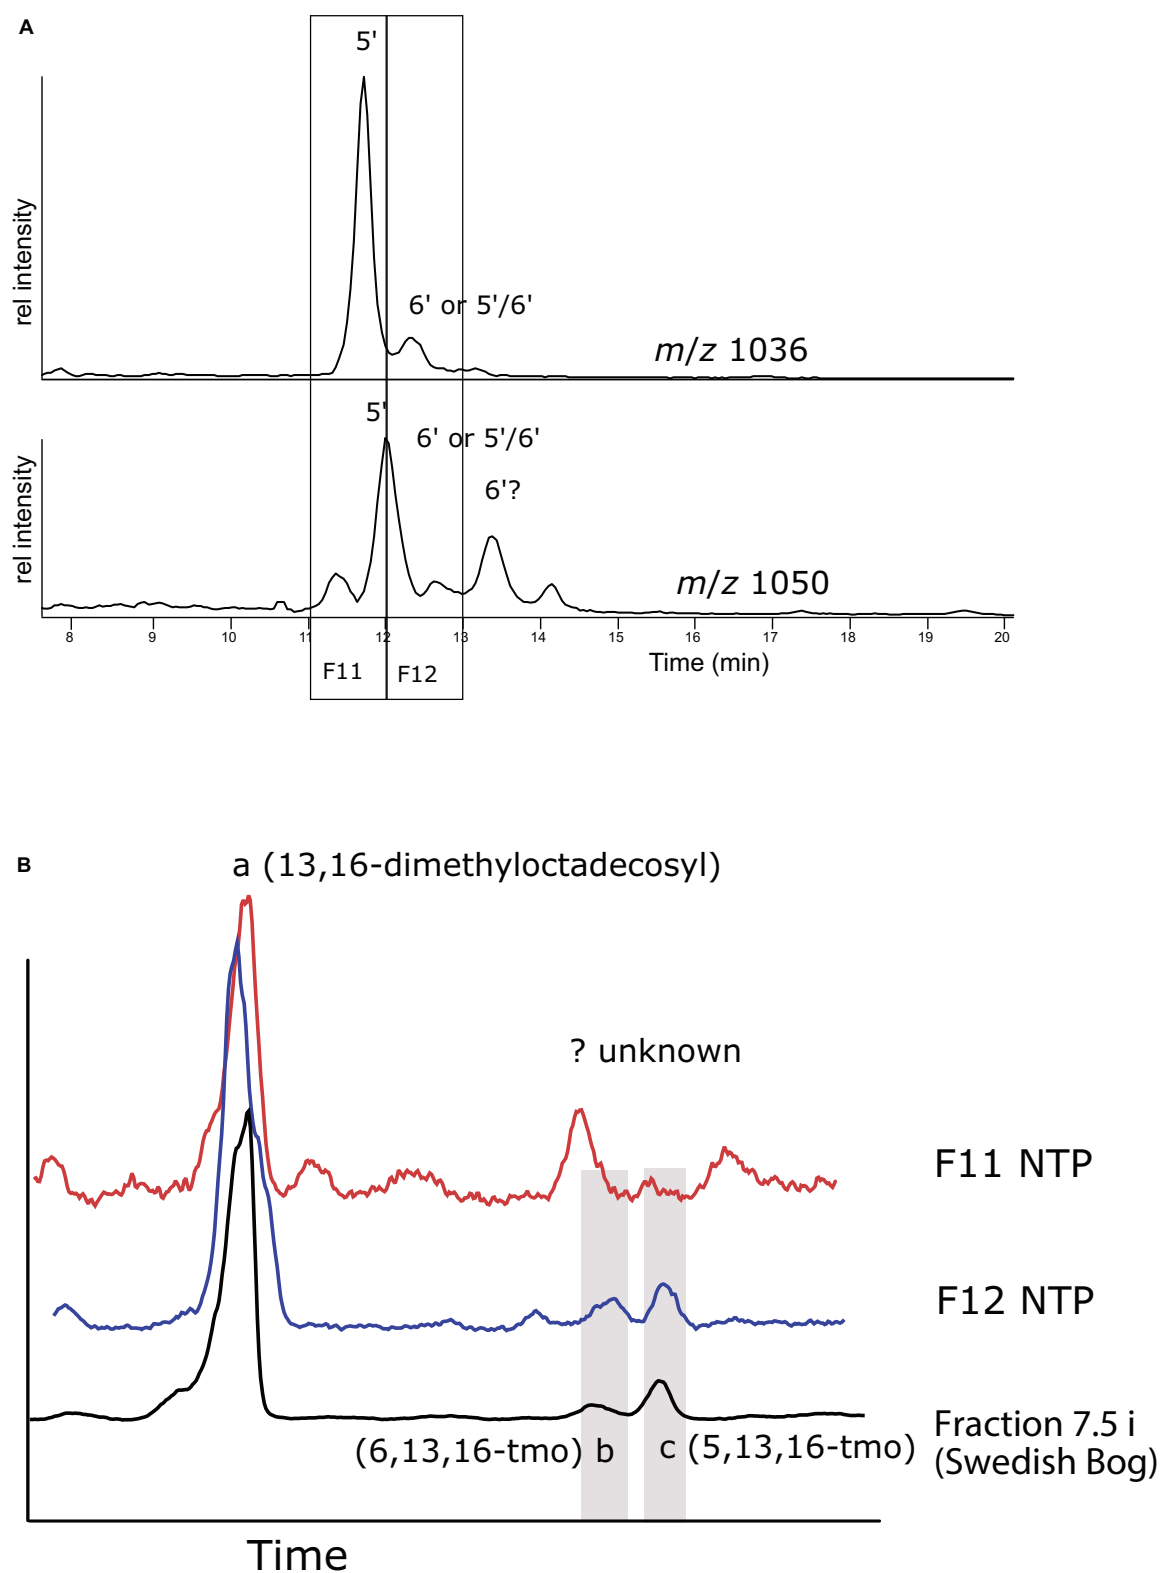 A
5'
rel intensity
6' or 5'/6'
m/z 1036
5'
6' or 5'/6'
6'?
rel intensity
m/z 1050
8 9 10 11 12 13 14 15 16 17 18 19 20
Time (min)
F11 F12
B
a (13,16-dimethyloctadecosyl)
? unknown
F11 NTP
F12 NTP
Fraction 7.5 i
(Swedish Bog)
(6,13,16-tmo) b c (5,13,16-tmo)
Time